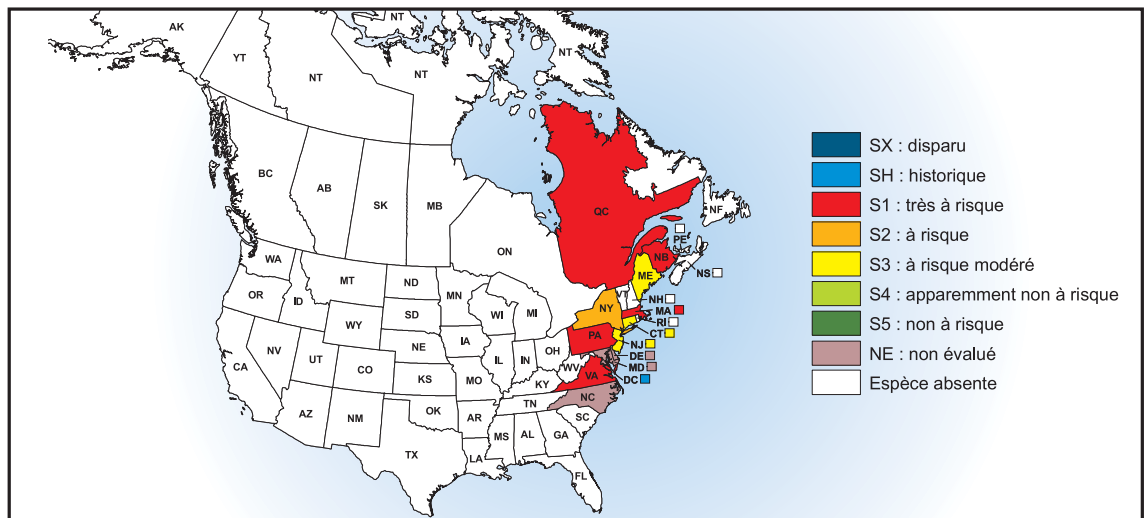 AK
NT
YT
NT
NT
NT
BC
AB
SK
MB
ON
QC
NF
PE
NB
NS
ME
WA
MT
ND
MN
VT
NH
OR
ID
SD
WI
MI
NY
MA
RI
CT
WY
IA
PA
NJ
NE
OH
DE
NV
UT
CO
IL
IN
WV
MD
CA
KS
MO
KY
VA
DC
TN
NC
AZ
NM
OK
AR
SC
MS
AL
GA
TX
LA
FL
SX : disparu
SH : historique
S1 : très à risque
S2 : à risque
S3 : à risque modéré
S4 : apparemment non à risque
S5 : non à risque
NE : non évalué
Espèce absente